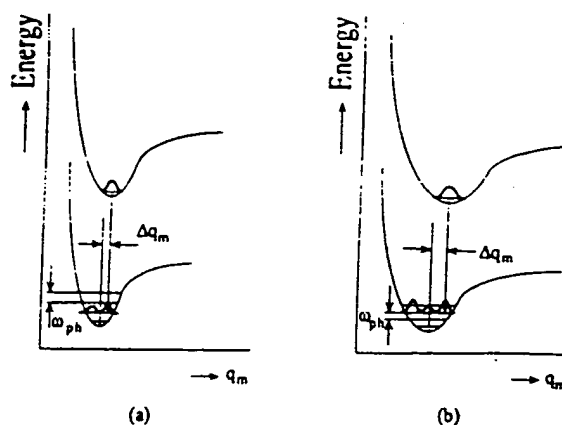 → Energy
Δq_m
ω_ph
→ q_m
(a)
→ Energy
Δq_m
ω_ph
→ q_m
(b)